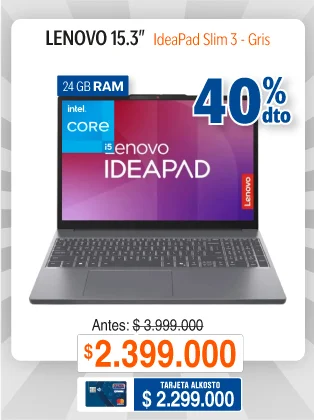 LENOVO 15.3" IdeaPad Slim 3 - Gris
24 GB RAM
40% dto
intel.
CORE
i5
Lenovo
IDEAPAD
Lenovo
Antes: $ 3.999.000
$2.399.000
TARJETA ALKOSTO
$ 2.299.000